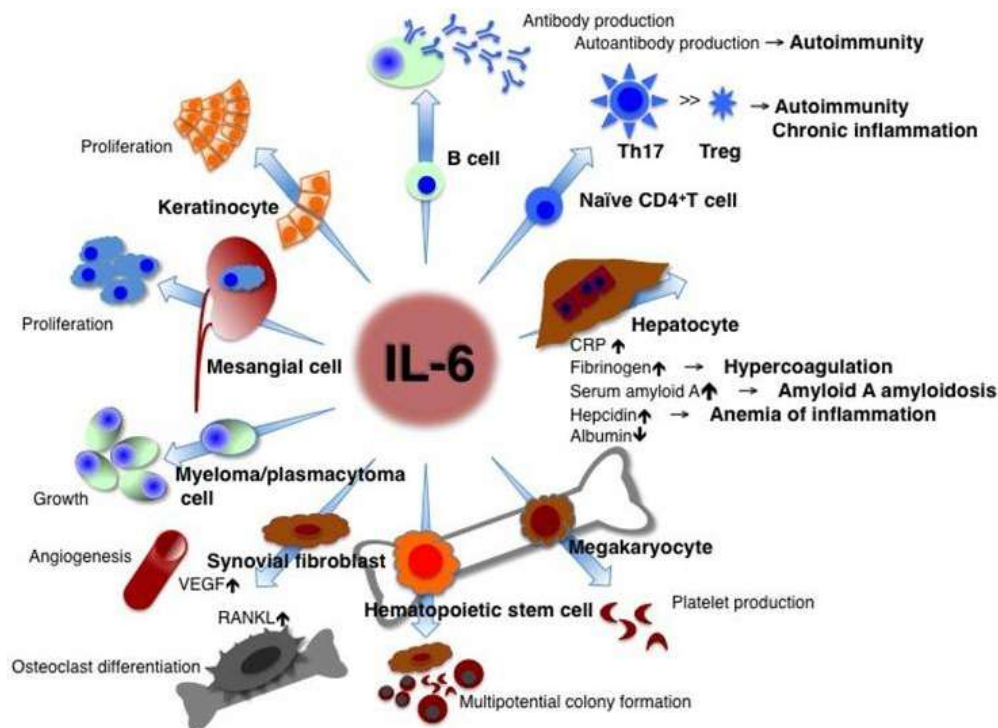 Antibody production
Autoantibody production → Autoimmunity
B cell
>>
Th17
Treg
→ Autoimmunity
Chronic inflammation
Naïve CD4+T cell
Proliferation
Keratinocyte
Proliferation
Mesangial cell
IL-6
Hepatocyte
CRP ↑
Fibrinogen ↑ → Hypercoagulation
Serum amyloid A ↑ → Amyloid A amyloidosis
Hepcidin ↑ → Anemia of inflammation
Albumin ↓
Growth
Myeloma/plasmacytoma
cell
Angiogenesis
VEGF ↑
Synovial fibroblast
RANKL ↑
Osteoclast differentiation
Hematopoietic stem cell
Multipotential colony formation
Megakaryocyte
Platelet production